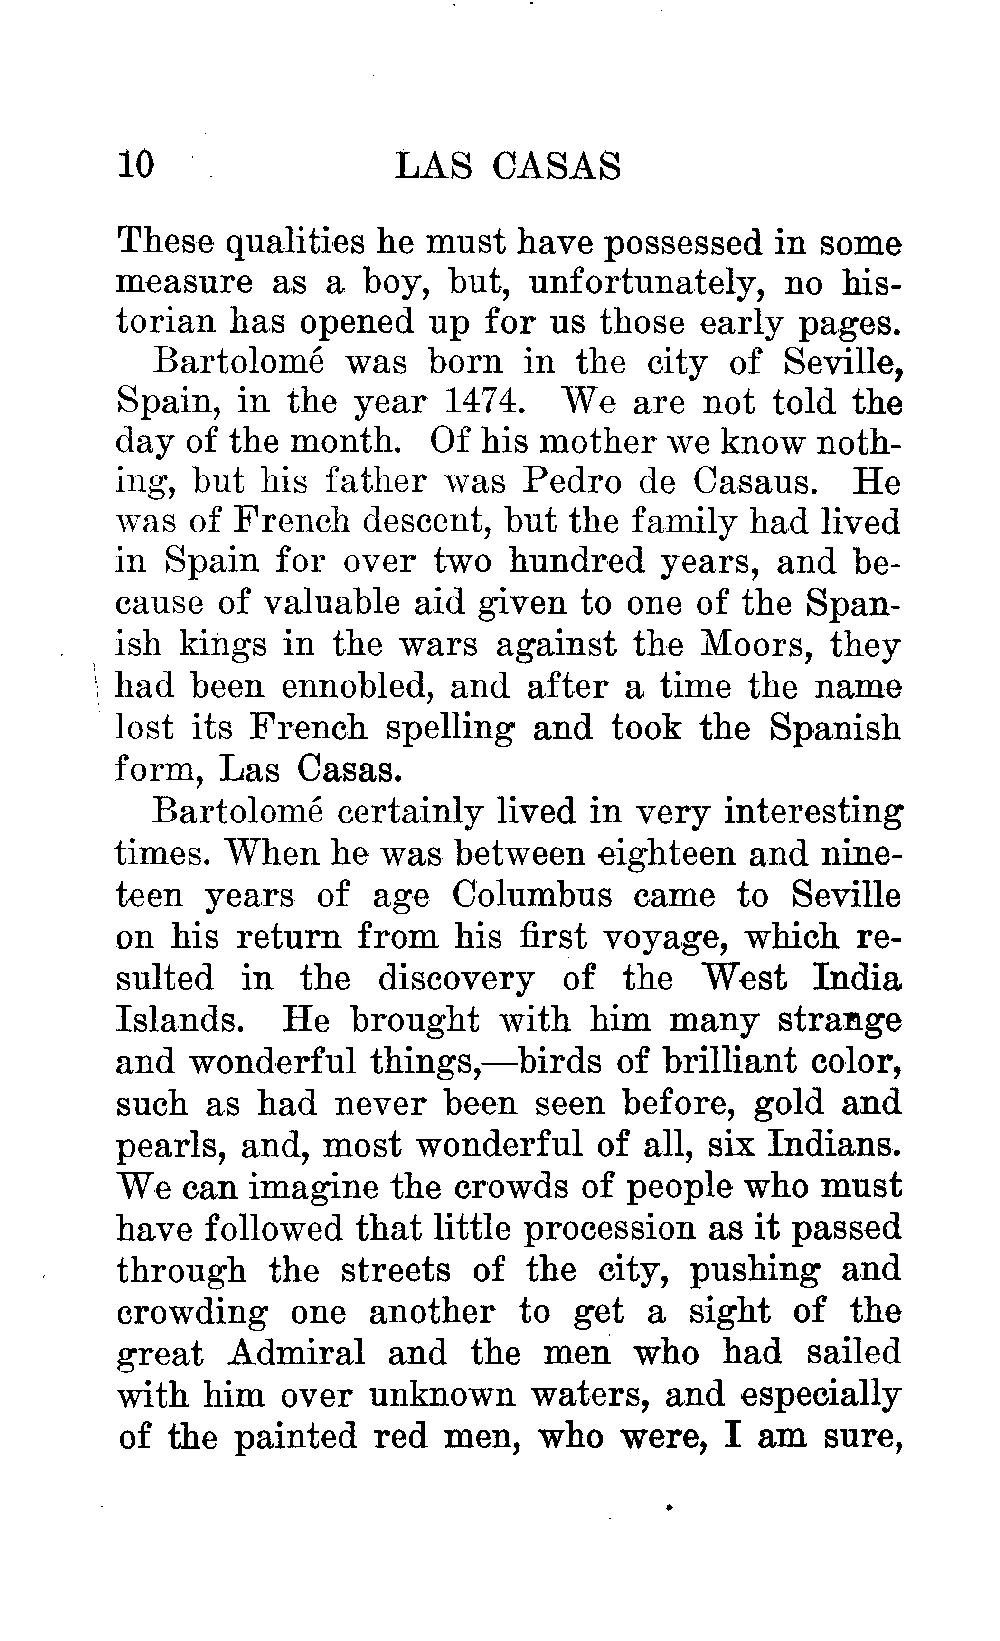 10 LAS CASAS
These qualities he must have possessed in some
measure as a boy, but, unfortunately, no his-
torian has opened up for us those early pages.
Bartolomé was born in the city of Seville,
Spain, in the year 1474. We are not told the
day of the month. Of his mother we know noth-
ing, but his father was Pedro de Casaus. He
was of French descent, but the family had lived
in Spain for over two hundred years, and be-
cause of valuable aid given to one of the Span-
ish kings in the wars against the Moors, they
had been ennobled, and after a time the name
lost its French spelling and took the Spanish
form, Las Casas.
Bartolomé certainly lived in very interesting
times. When he was between eighteen and nine-
teen years of age Columbus came to Seville
on his return from his first voyage, which re-
sulted in the discovery of the West India
Islands. He brought with him many strange
and wonderful things,—birds of brilliant color,
such as had never been seen before, gold and
pearls, and, most wonderful of all, six Indians.
We can imagine the crowds of people who must
have followed that little procession as it passed
through the streets of the city, pushing and
crowding one another to get a sight of the
great Admiral and the men who had sailed
with him over unknown waters, and especially
of the painted red men, who were, I am sure,